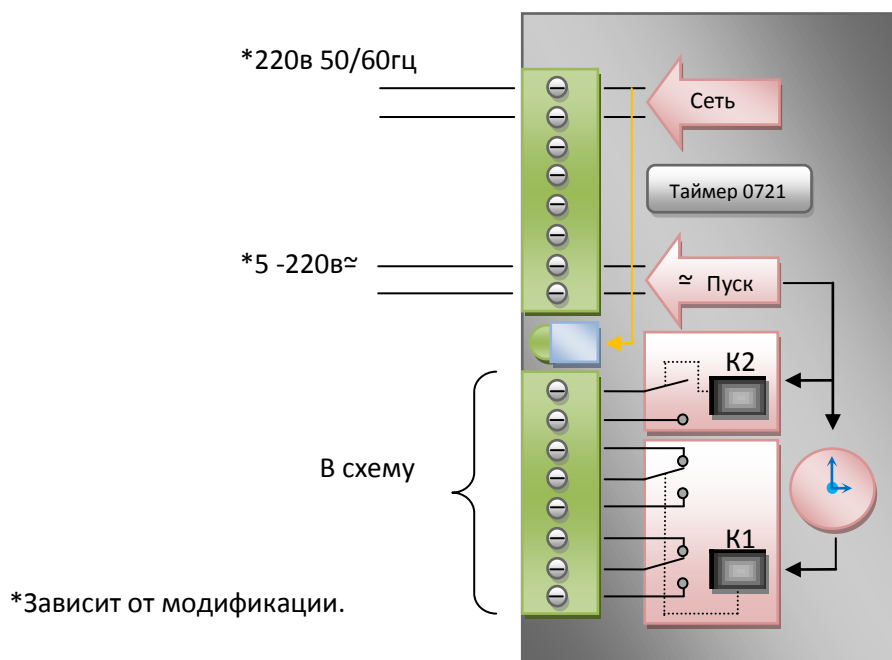 *220в 50/60гц
Сеть
Таймер 0721
*5 -220в≃
≃ Пуск
К2
В схему
К1
*Зависит от модификации.